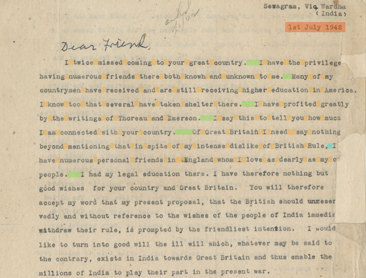 Sewagram, Via Wardha
(India)
1st July 1942
Dear Friend,
I twice missed coming to your great country. I have the privilege
having numerous friends there both known and unknown to me. Many of my
countrymen have received and are still receiving higher education in America.
I know too that several have taken shelter there. I have profited greatly
by the writings of Thoreau and Emerson. I say this to tell you how much
I am connected with your country. Of Great Britain I need say nothing
beyond mentioning that in spite of my intense dislike of British Rule, I
have numerous personal friends in England whom I love as dearly as my
people. I had my legal education there. I have therefore nothing but
good wishes for your country and Great Britain. You will therefore
accept my word that my present proposal, that the British should unreser
vedly and without reference to the wishes of the people of India immedia
withdraw their rule, is prompted by the friendliest intention. I would
like to turn into good will the ill will which, whatever may be said to
the contrary, exists in India towards Great Britain and thus enable the
millions of India to play their part in the present war.